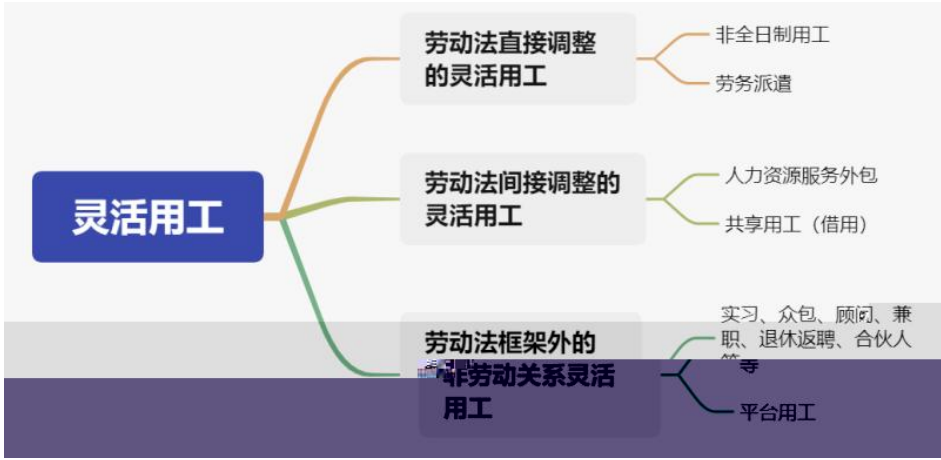 灵活用工
劳动法直接调整
的灵活用工
非全日制用工
劳务派遣
劳动法间接调整的
灵活用工
人力资源服务外包
共享用工（借用）
劳动法框架外的
非劳动关系灵活
用工
实习、众包、顾问、兼
职、退休返聘、合伙人
等
平台用工